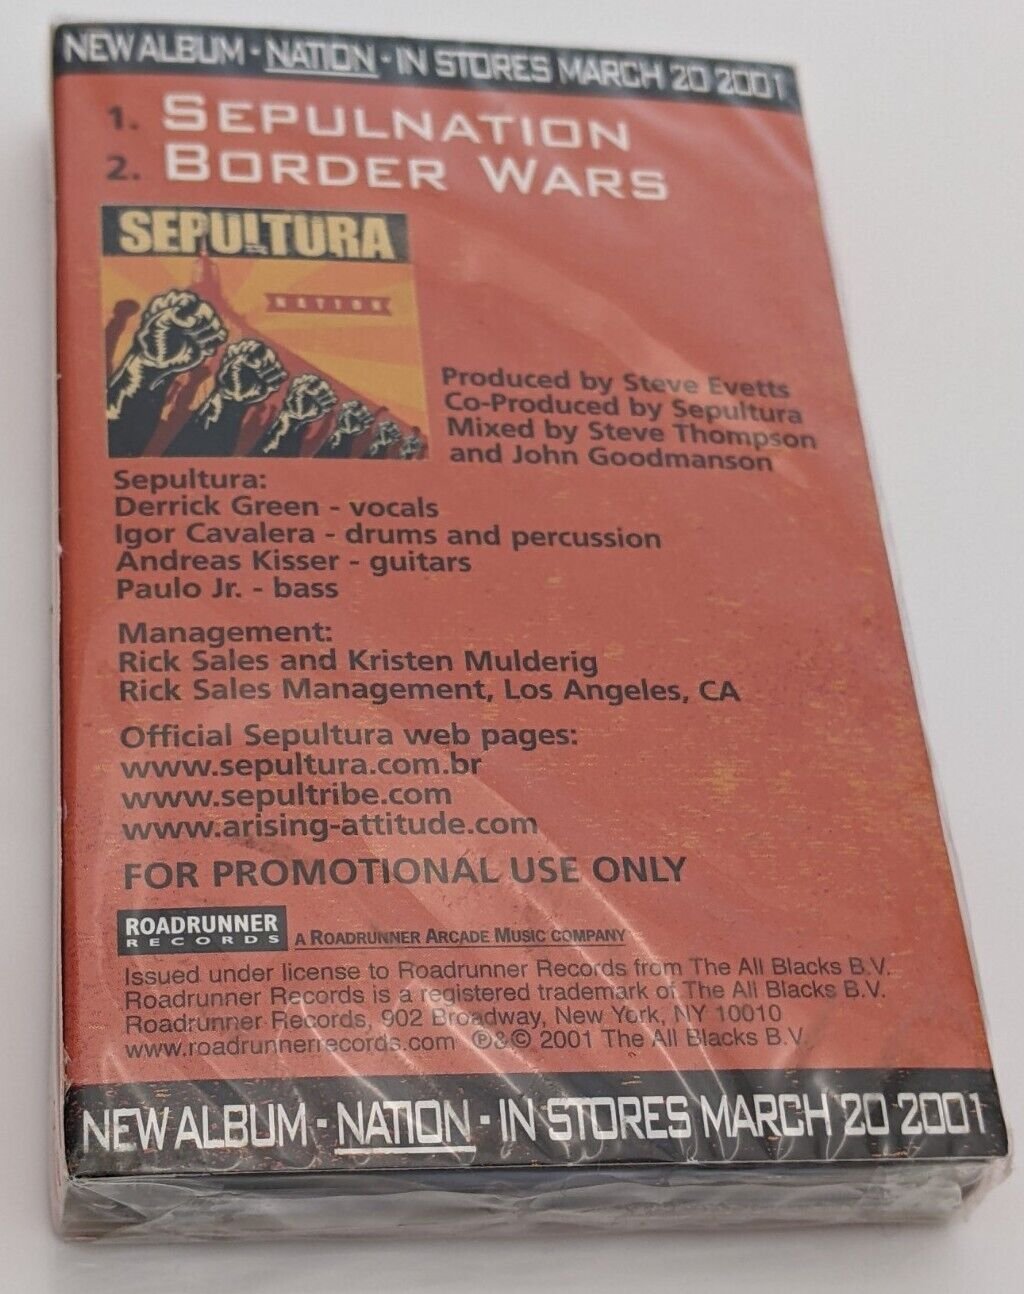 NEW ALBUM - NATION - IN STORES MARCH 20 2001
1. SEPULNATION
2. BORDER WARS
SEPULTURA
NATION
Produced by Steve Evetts
Co-Produced by Sepultura
Mixed by Steve Thompson
and John Goodmanson
Sepultura:
Derrick Green - vocals
Igor Cavalera - drums and percussion
Andreas Kisser - guitars
Paulo Jr. - bass
Management:
Rick Sales and Kristen Mulderig
Rick Sales Management, Los Angeles, CA
Official Sepultura web pages:
www.sepultura.com.br
www.sepultribe.com
www.arising-attitude.com
FOR PROMOTIONAL USE ONLY
ROADRUNNER
RECORDS
A ROADRUNNER ARCADE MUSIC COMPANY
Issued under license to Roadrunner Records from The All Blacks B.V.
Roadrunner Records is a registered trademark of The All Blacks B.V.
Roadrunner Records, 902 Broadway, New York, NY 10010
www.roadrunnerrecords.com ℗&© 2001 The All Blacks B.V.
NEW ALBUM - NATION - IN STORES MARCH 20 2001